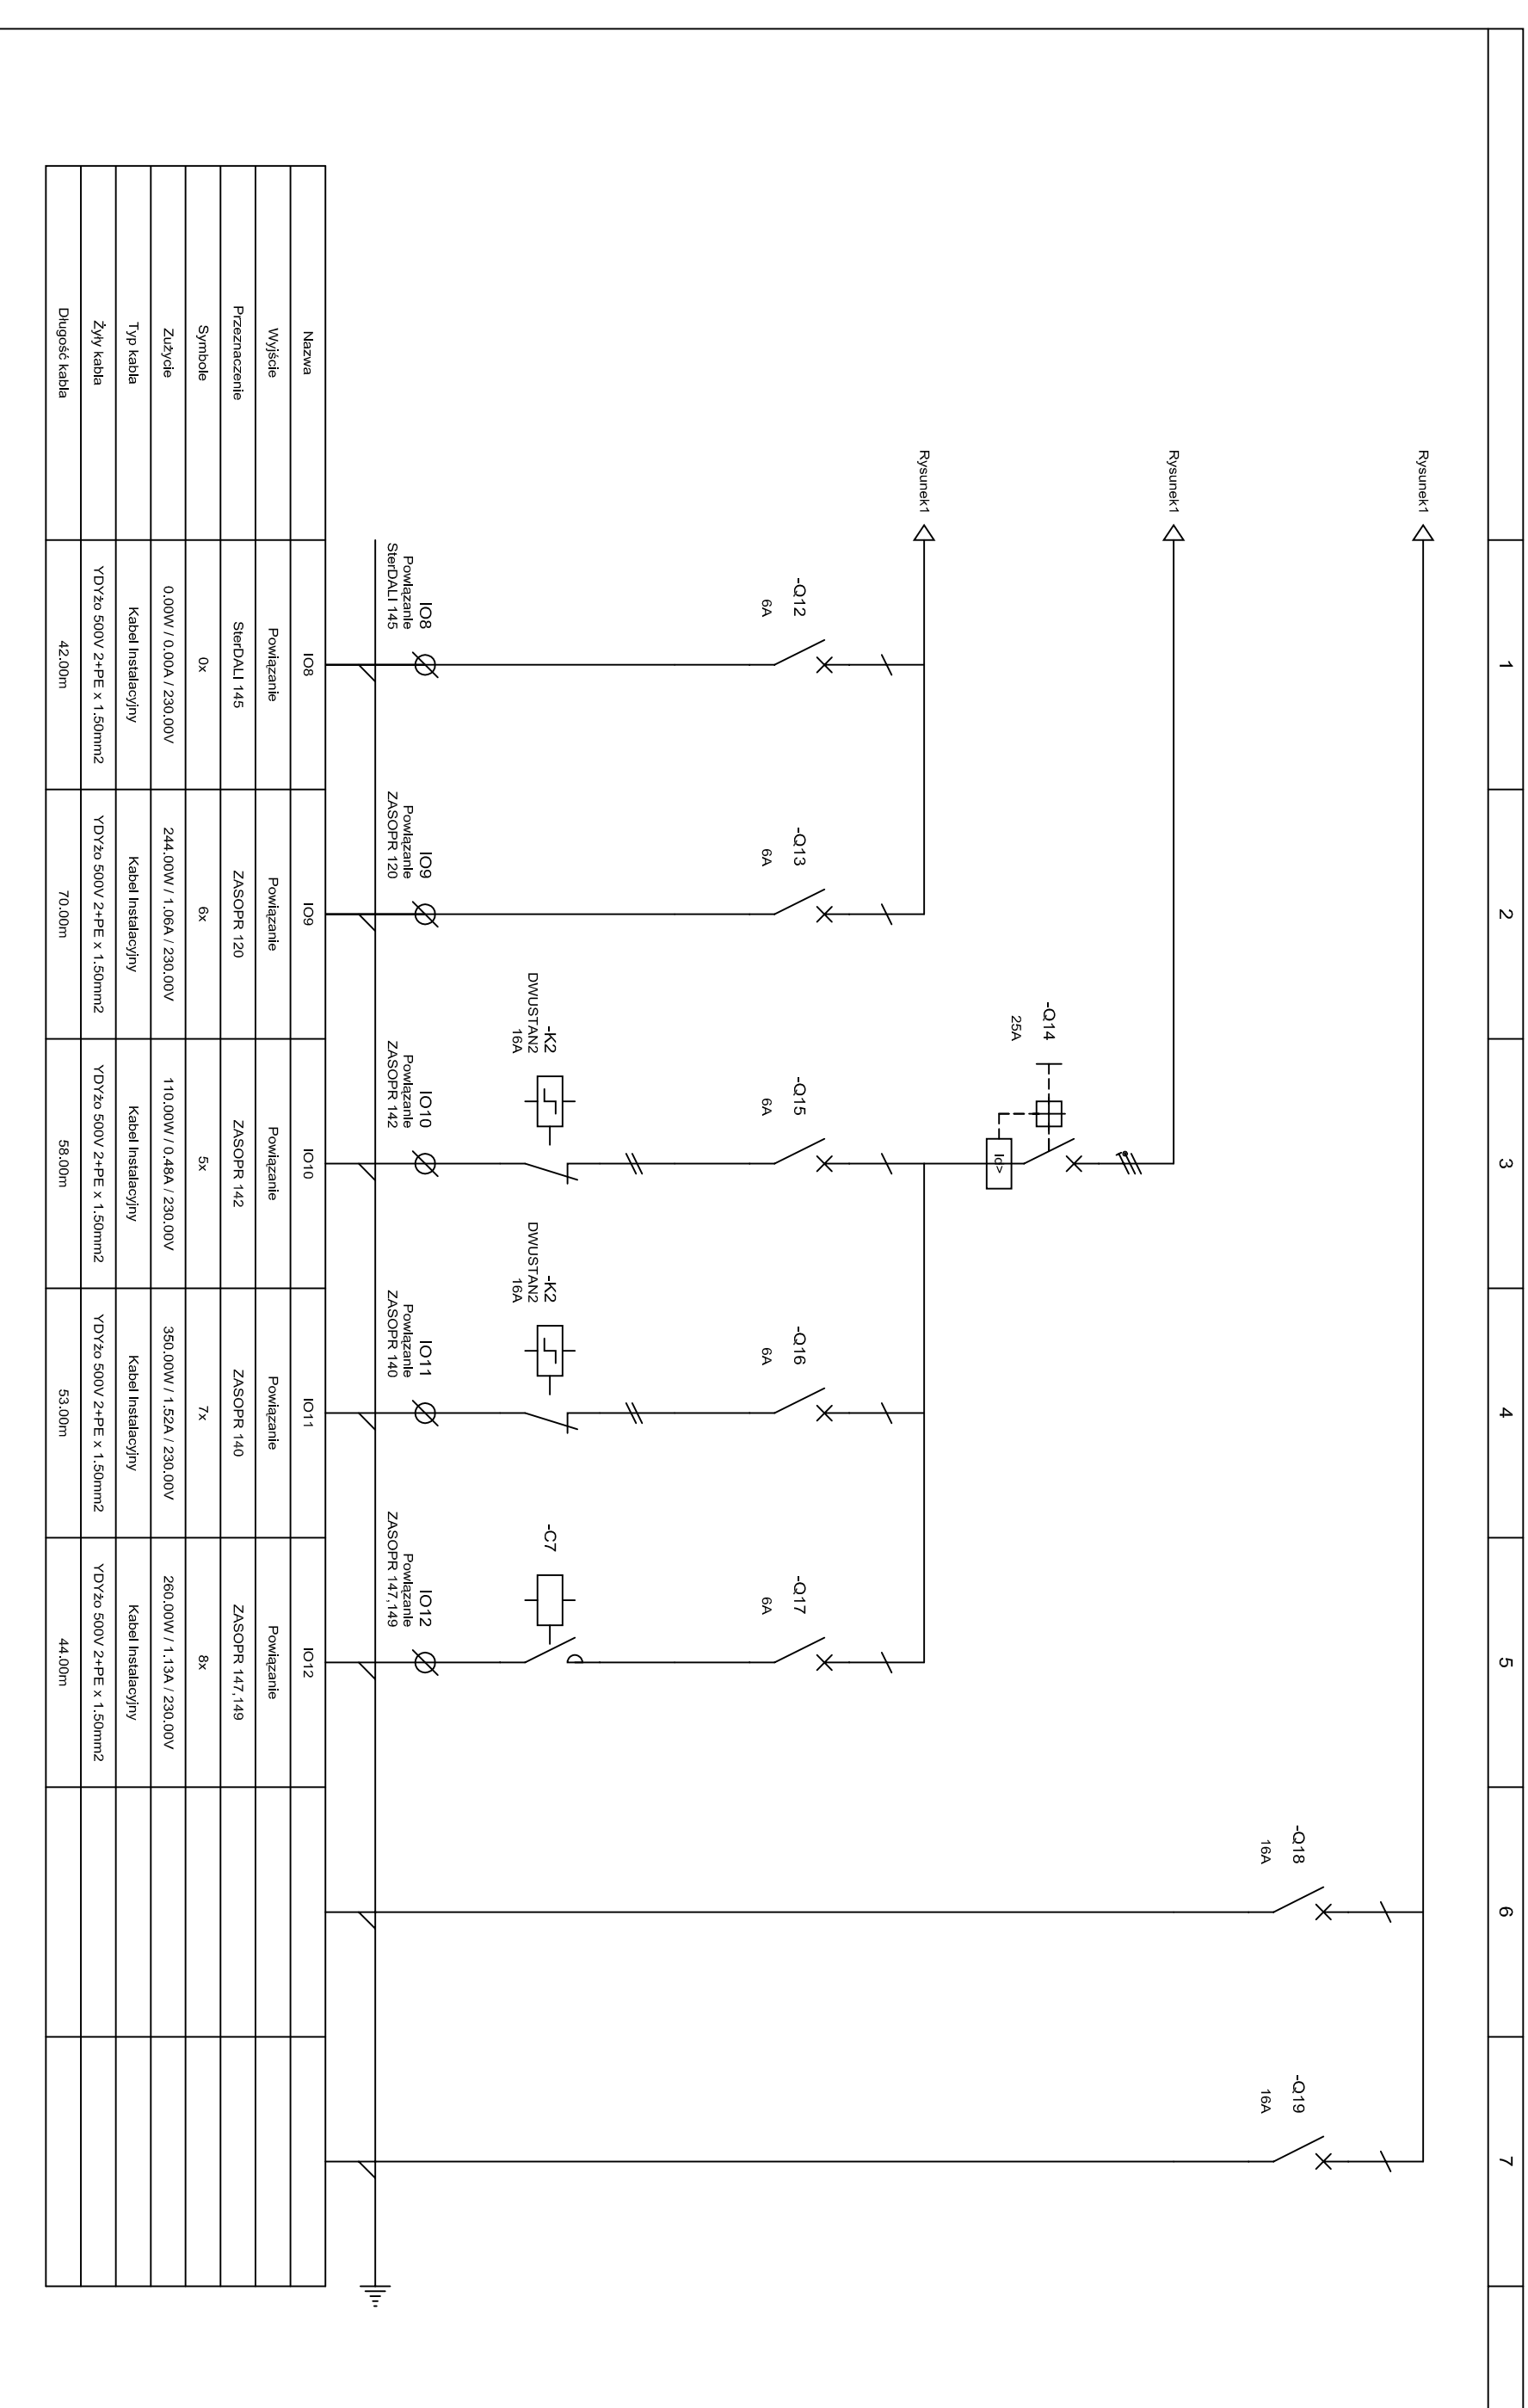 1
2
3
4
5
6
7
Rysunek1
Rysunek1
Rysunek1
-Q18
16A
-Q19
16A
-Q14
25A
Id>
-Q12
6A
-Q13
6A
-Q15
6A
-Q16
6A
-Q17
6A
-K2
DWUSTAN2
16A
-K2
DWUSTAN2
16A
-C7
IO8
Powiązanie
SterDALI 145
IO9
Powiązanie
ZASOPR 120
IO10
Powiązanie
ZASOPR 142
IO11
Powiązanie
ZASOPR 140
IO12
Powiązanie
ZASOPR 147,149
Nazwa IO8 IO9 IO10 IO11 IO12
Wyjście Powiązanie Powiązanie Powiązanie Powiązanie Powiązanie
Przeznaczenie SterDALI 145 ZASOPR 120 ZASOPR 142 ZASOPR 140 ZASOPR 147,149
Symbole 0x 6x 5x 7x 8x
Zużycie 0.00W / 0.00A / 230.00V 244.00W / 1.06A / 230.00V 110.00W / 0.48A / 230.00V 350.00W / 1.52A / 230.00V 260.00W / 1.13A / 230.00V
Typ kabla Kabel Instalacyjny Kabel Instalacyjny Kabel Instalacyjny Kabel Instalacyjny Kabel Instalacyjny
Żyły kabla YDYżo 500V 2+PE x 1.50mm2 YDYżo 500V 2+PE x 1.50mm2 YDYżo 500V 2+PE x 1.50mm2 YDYżo 500V 2+PE x 1.50mm2 YDYżo 500V 2+PE x 1.50mm2
Długość kabla 42.00m 70.00m 58.00m 53.00m 44.00m